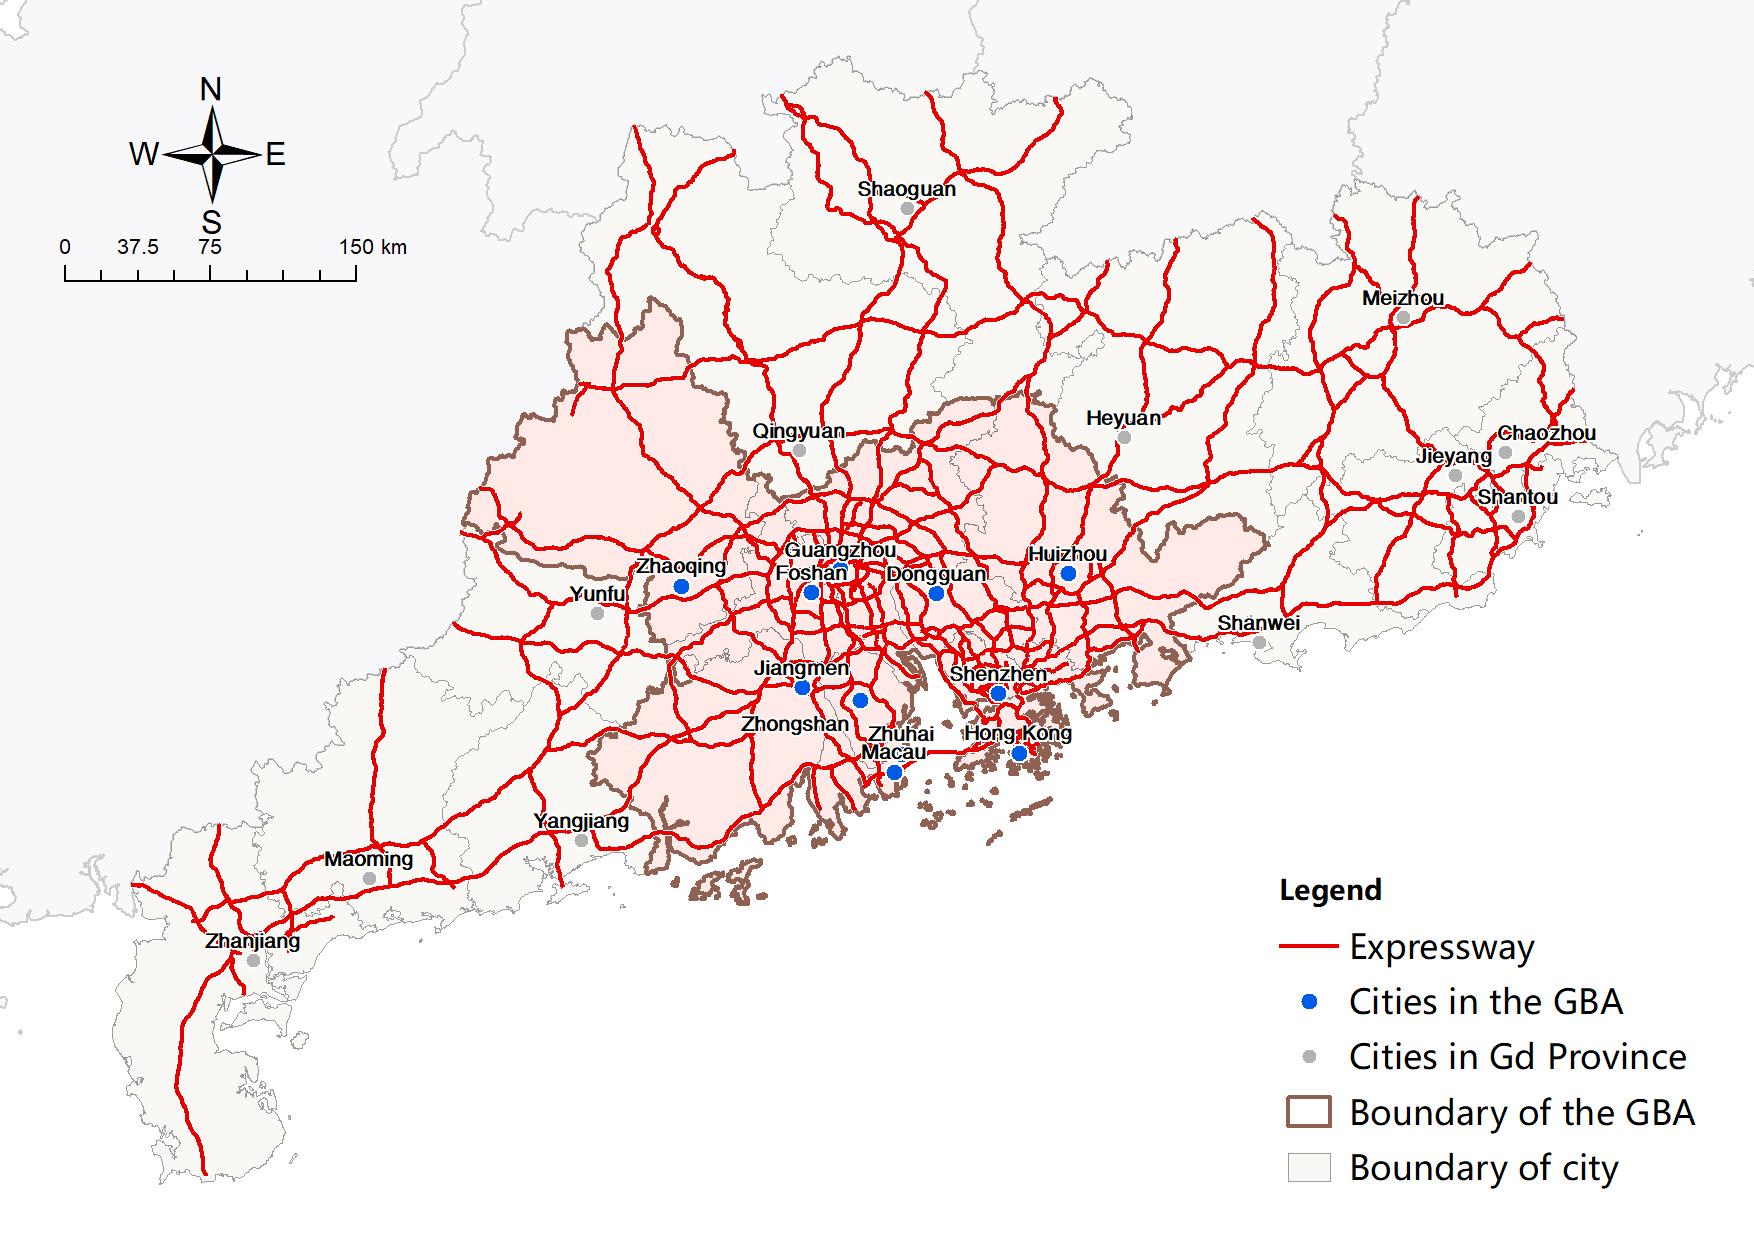 N
W E
S
0 37.5 75 150 km
Shaoguan
Meizhou
Heyuan
Qingyuan
Chaozhou
Jieyang
Shantou
Guangzhou
Huizhou
Zhaoqing
Foshan
Dongguan
Yunfu
Shanwei
Jiangmen
Shenzhen
Zhongshan
Zhuhai
Hong Kong
Macau
Yangjiang
Maoming
Zhanjiang
Legend
Expressway
Cities in the GBA
Cities in Gd Province
Boundary of the GBA
Boundary of city